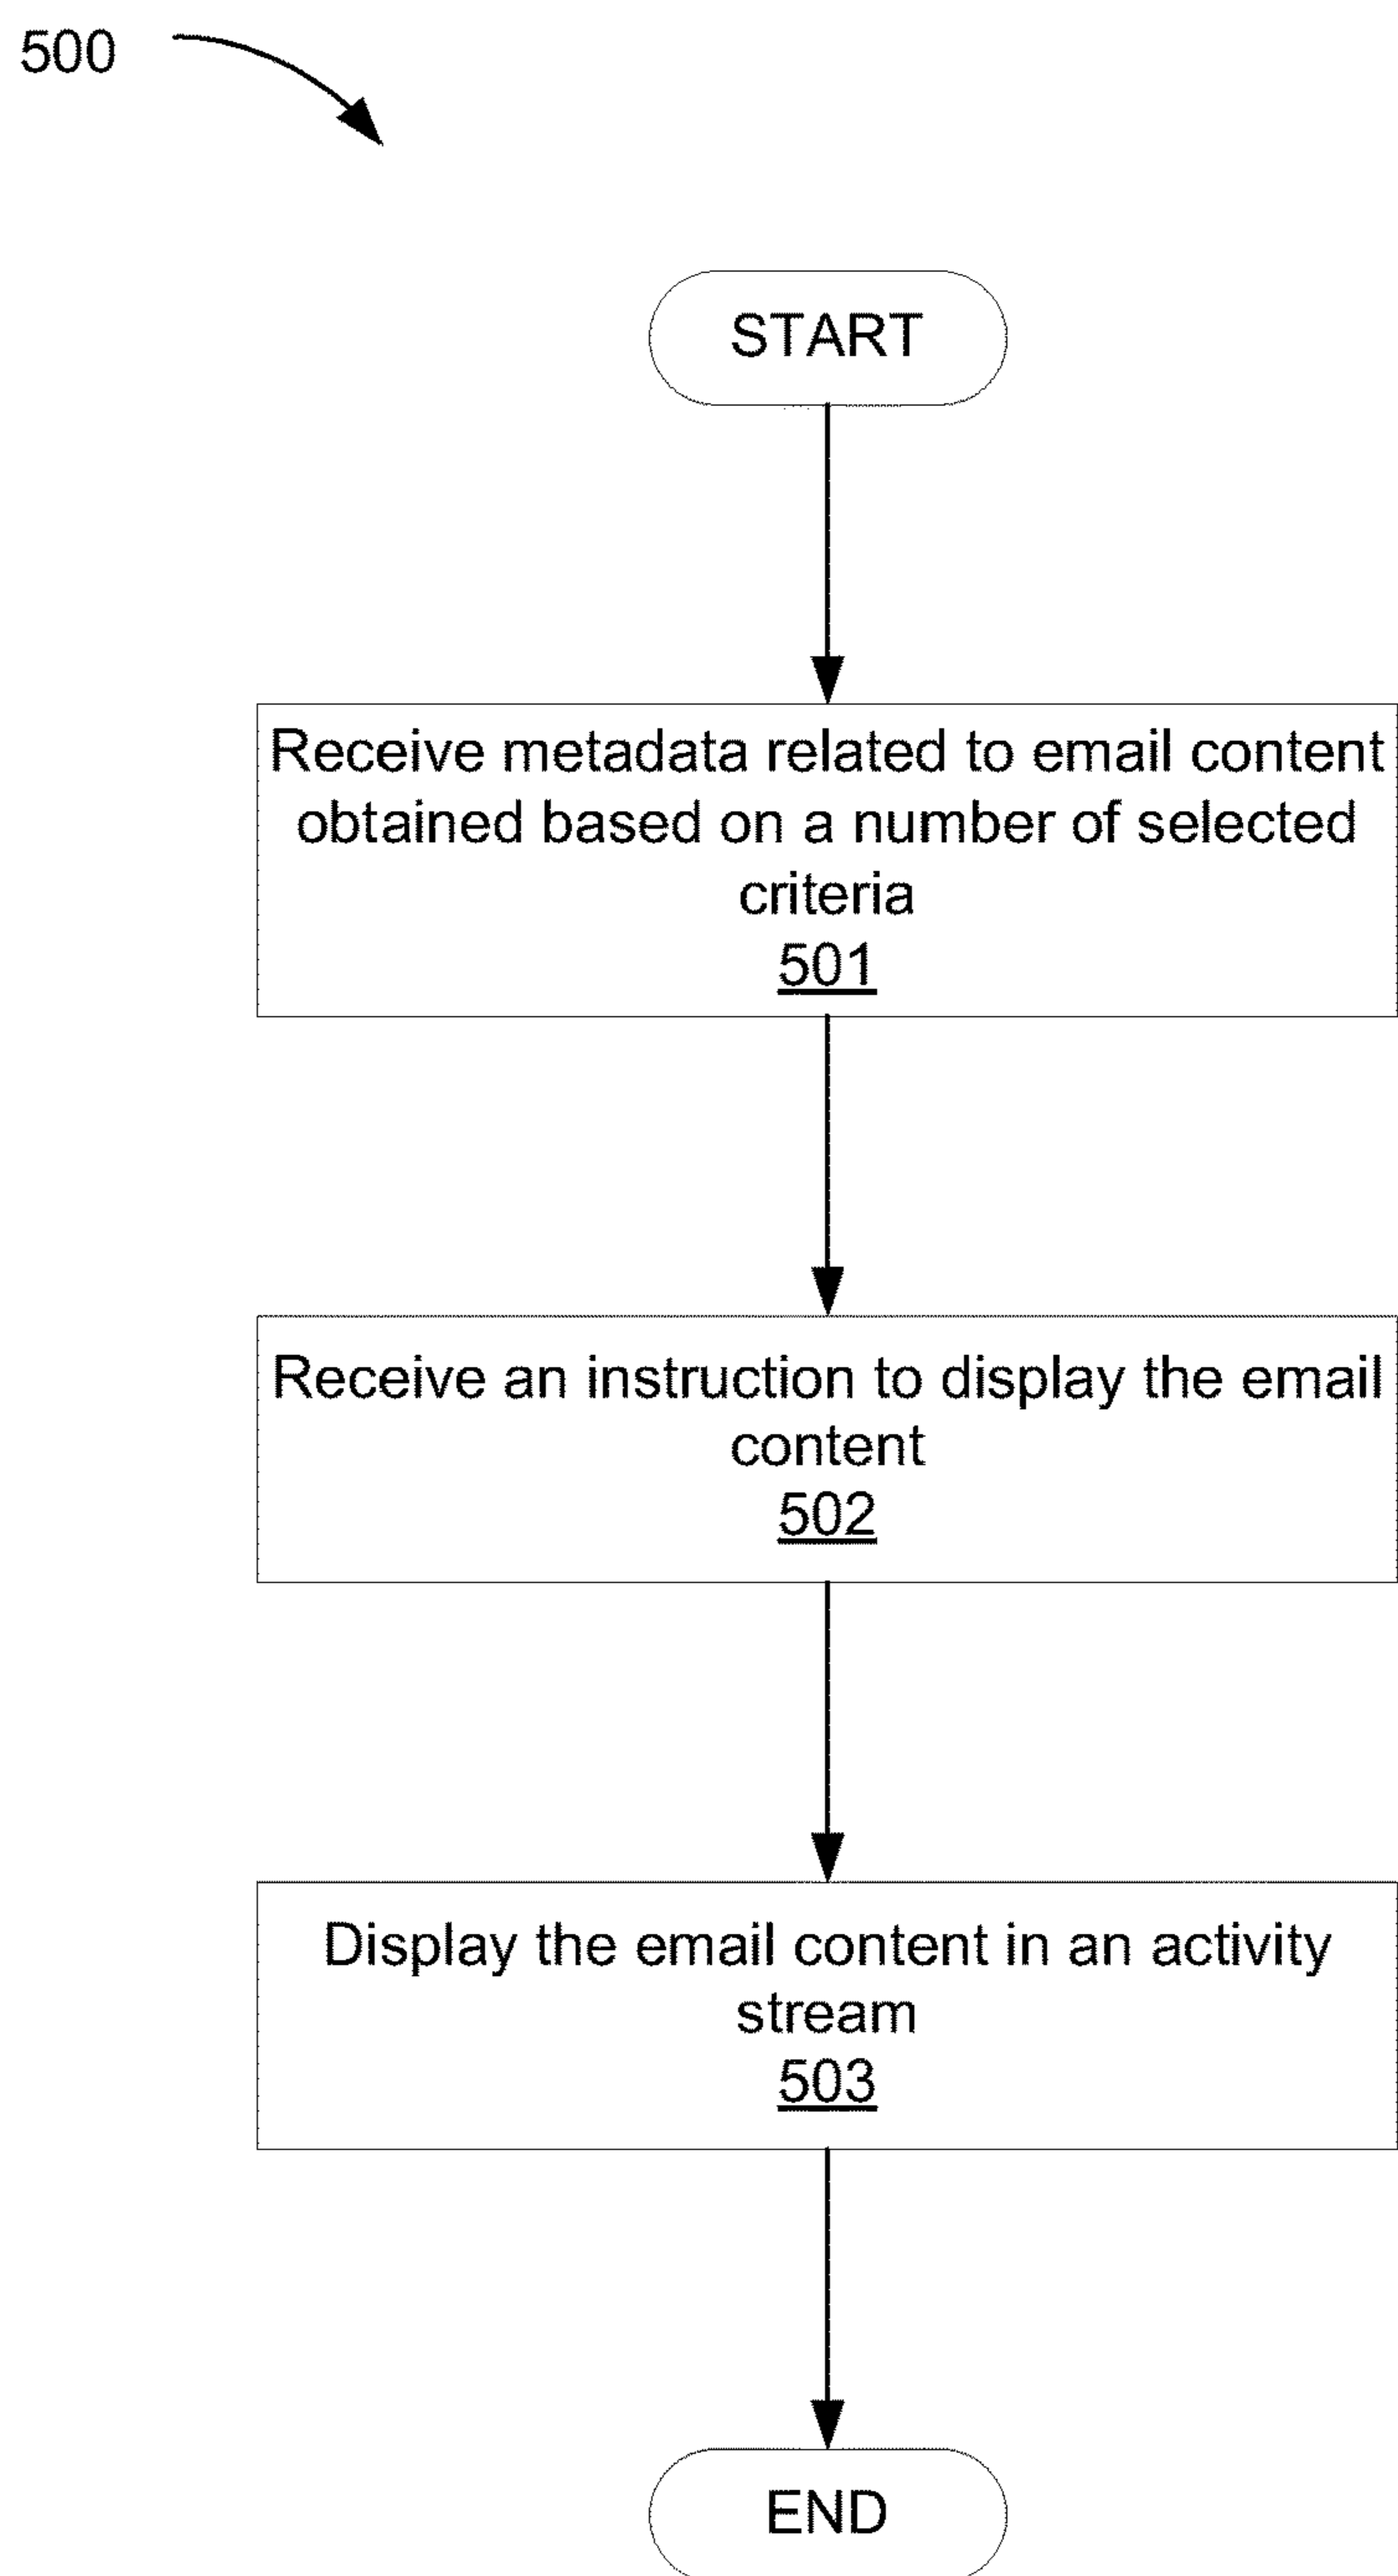 500
START
Receive metadata related to email content
obtained based on a number of selected
criteria
501
Receive an instruction to display the email
content
502
Display the email content in an activity
stream
503
END